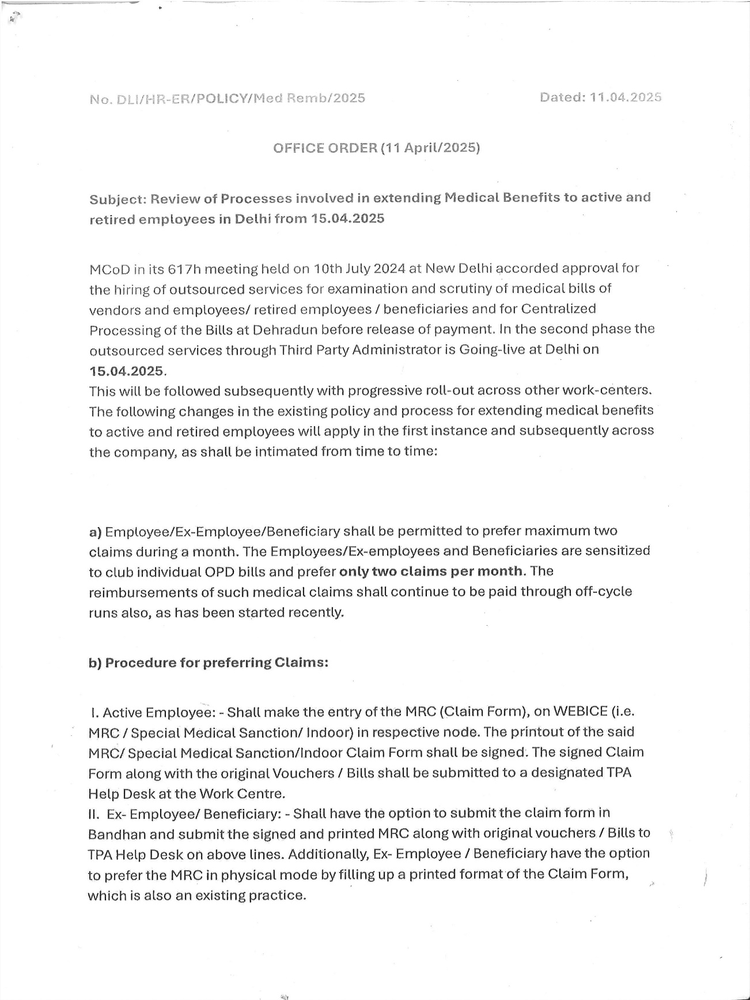 No. DLI/HR-ER/POLICY/Med Remb/2025 Dated: 11.04.2025
OFFICE ORDER (11 April/2025)
Subject: Review of Processes involved in extending Medical Benefits to active and
retired employees in Delhi from 15.04.2025
MCoD in its 617h meeting held on 10th July 2024 at New Delhi accorded approval for
the hiring of outsourced services for examination and scrutiny of medical bills of
vendors and employees/ retired employees / beneficiaries and for Centralized
Processing of the Bills at Dehradun before release of payment. In the second phase the
outsourced services through Third Party Administrator is Going-live at Delhi on
15.04.2025.
This will be followed subsequently with progressive roll-out across other work-centers.
The following changes in the existing policy and process for extending medical benefits
to active and retired employees will apply in the first instance and subsequently across
the company, as shall be intimated from time to time:
a) Employee/Ex-Employee/Beneficiary shall be permitted to prefer maximum two
claims during a month. The Employees/Ex-employees and Beneficiaries are sensitized
to club individual OPD bills and prefer only two claims per month. The
reimbursements of such medical claims shall continue to be paid through off-cycle
runs also, as has been started recently.
b) Procedure for preferring Claims:
I. Active Employee: - Shall make the entry of the MRC (Claim Form), on WEBICE (i.e.
MRC / Special Medical Sanction/ Indoor) in respective node. The printout of the said
MRC/ Special Medical Sanction/Indoor Claim Form shall be signed. The signed Claim
Form along with the original Vouchers / Bills shall be submitted to a designated TPA
Help Desk at the Work Centre.
II. Ex- Employee/ Beneficiary: - Shall have the option to submit the claim form in
Bandhan and submit the signed and printed MRC along with original vouchers / Bills to
TPA Help Desk on above lines. Additionally, Ex- Employee / Beneficiary have the option
to prefer the MRC in physical mode by filling up a printed format of the Claim Form,
which is also an existing practice.